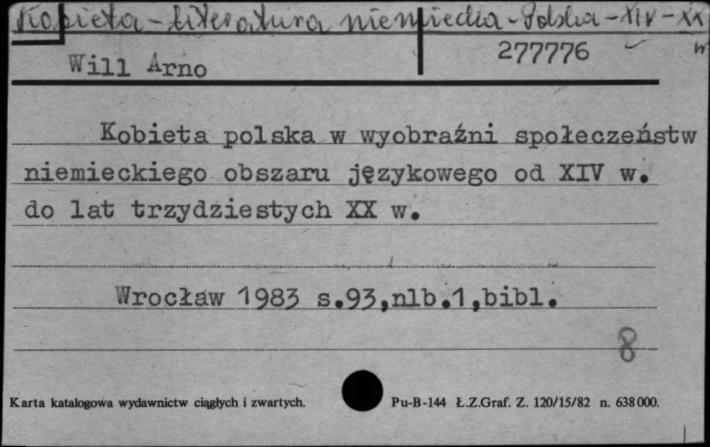 Kobieta - literatura niemiecka - Polska - XIV - XX
w
Will Arno
277776
Kobieta polska w wyobraźni społeczeństw
niemieckiego obszaru językowego od XIV w.
do lat trzydziestych XX w.
Wrocław 1983 s.93,nlb.1,bibl.
8
Karta katalogowa wydawnictw ciągłych i zwartych.
Pu-B-144 Ł.Z.Graf. Z. 120/15/82 n. 638000.